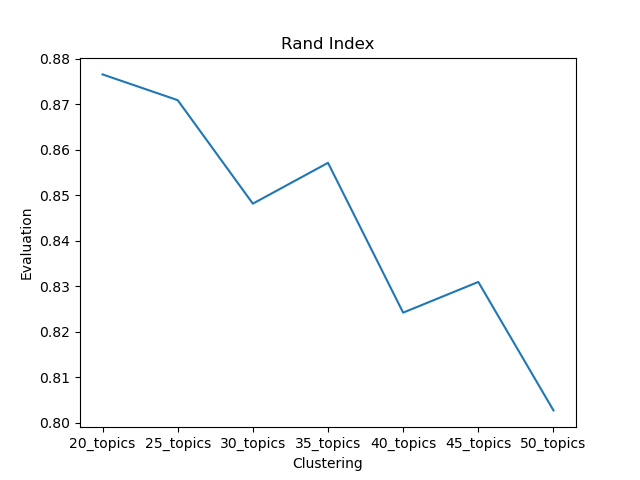 Rand Index
0.88
0.87
0.86
0.85
0.84
0.83
0.82
0.81
0.80
Evaluation
20_topics 25_topics 30_topics 35_topics 40_topics 45_topics 50_topics
Clustering